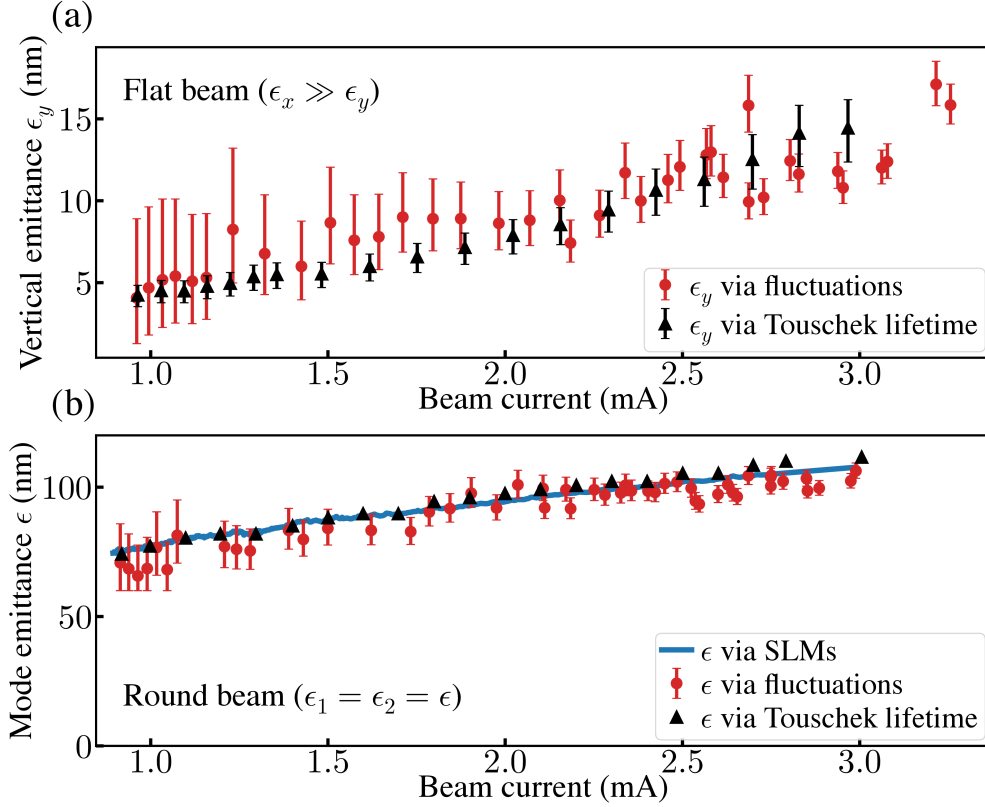 (a)
Vertical emittance ϵ_y (nm)
Flat beam (ϵ_x ≫ ϵ_y)
15
10
5
ϵ_y via fluctuations
ϵ_y via Touschek lifetime
1.0 1.5 2.0 2.5 3.0
Beam current (mA)
(b)
Mode emittance ϵ (nm)
100
50
0
ϵ via SLMs
ϵ via fluctuations
ϵ via Touschek lifetime
Round beam (ϵ_1 = ϵ_2 = ϵ)
1.0 1.5 2.0 2.5 3.0
Beam current (mA)